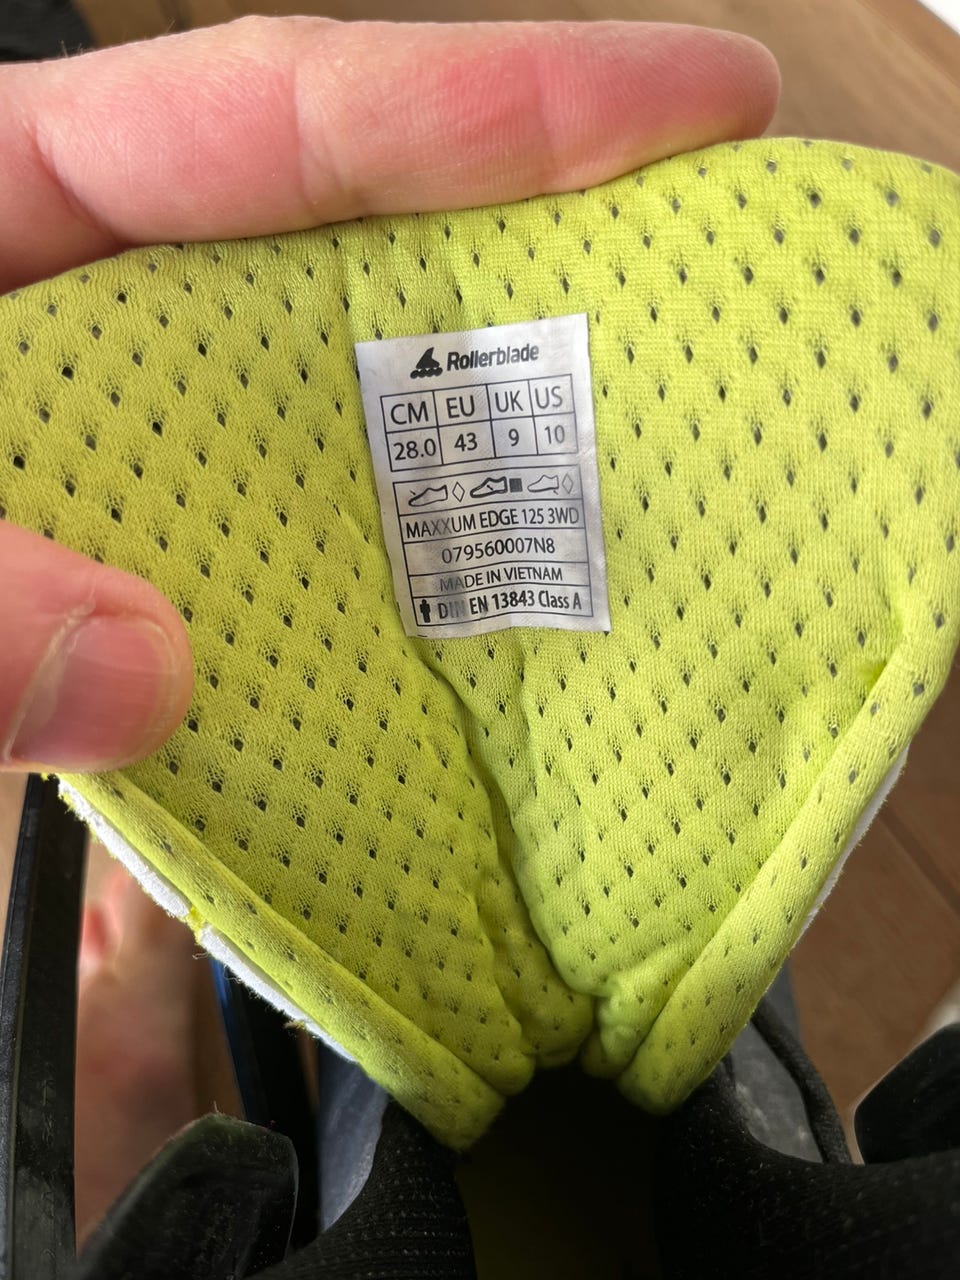 Rollerblade
CM EU UK US
28.0 43 9 10
MAXXUM EDGE 125 3WD
079560007N8
MADE IN VIETNAM
DIN EN 13843 Class A